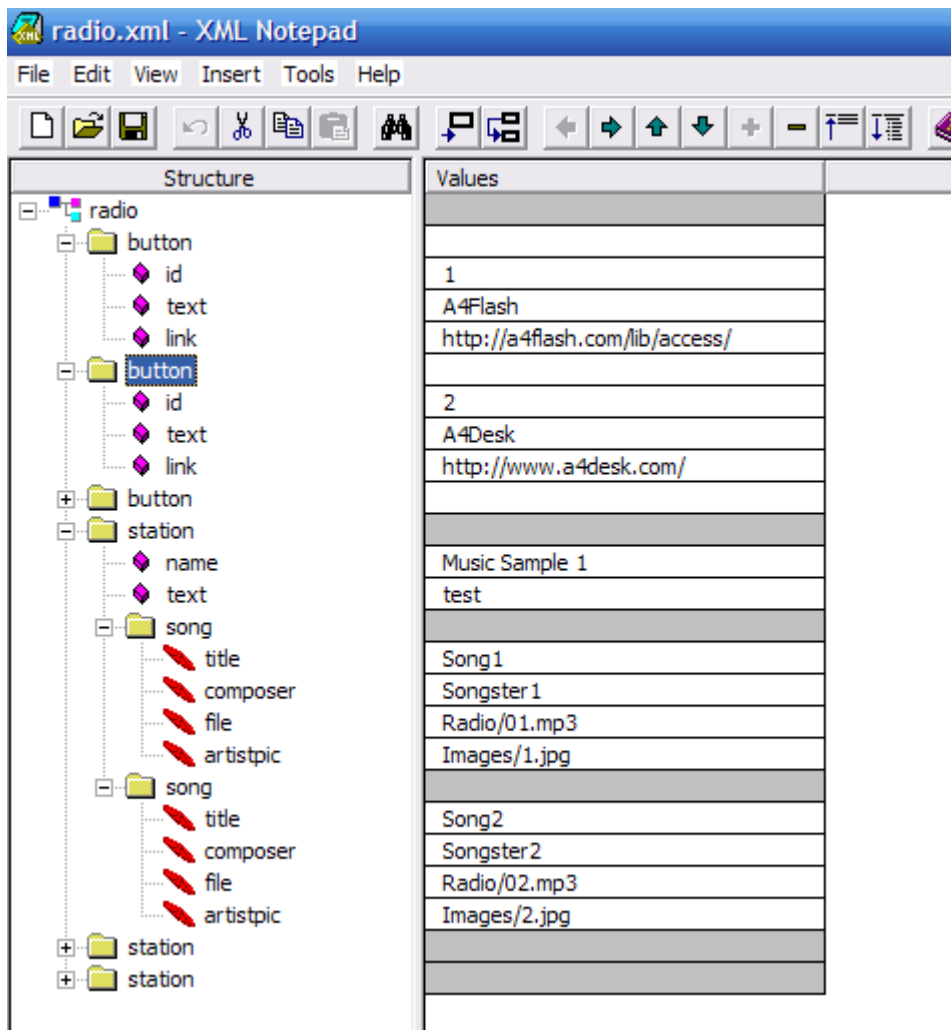 radio.xml - XML Notepad
File Edit View Insert Tools Help
Structure Values
radio
button
id 1
text A4Flash
link http://a4flash.com/lib/access/
button
id 2
text A4Desk
link http://www.a4desk.com/
button
station
name Music Sample 1
text test
song
title Song1
composer Songster1
file Radio/01.mp3
artistpic Images/1.jpg
song
title Song2
composer Songster2
file Radio/02.mp3
artistpic Images/2.jpg
station
station